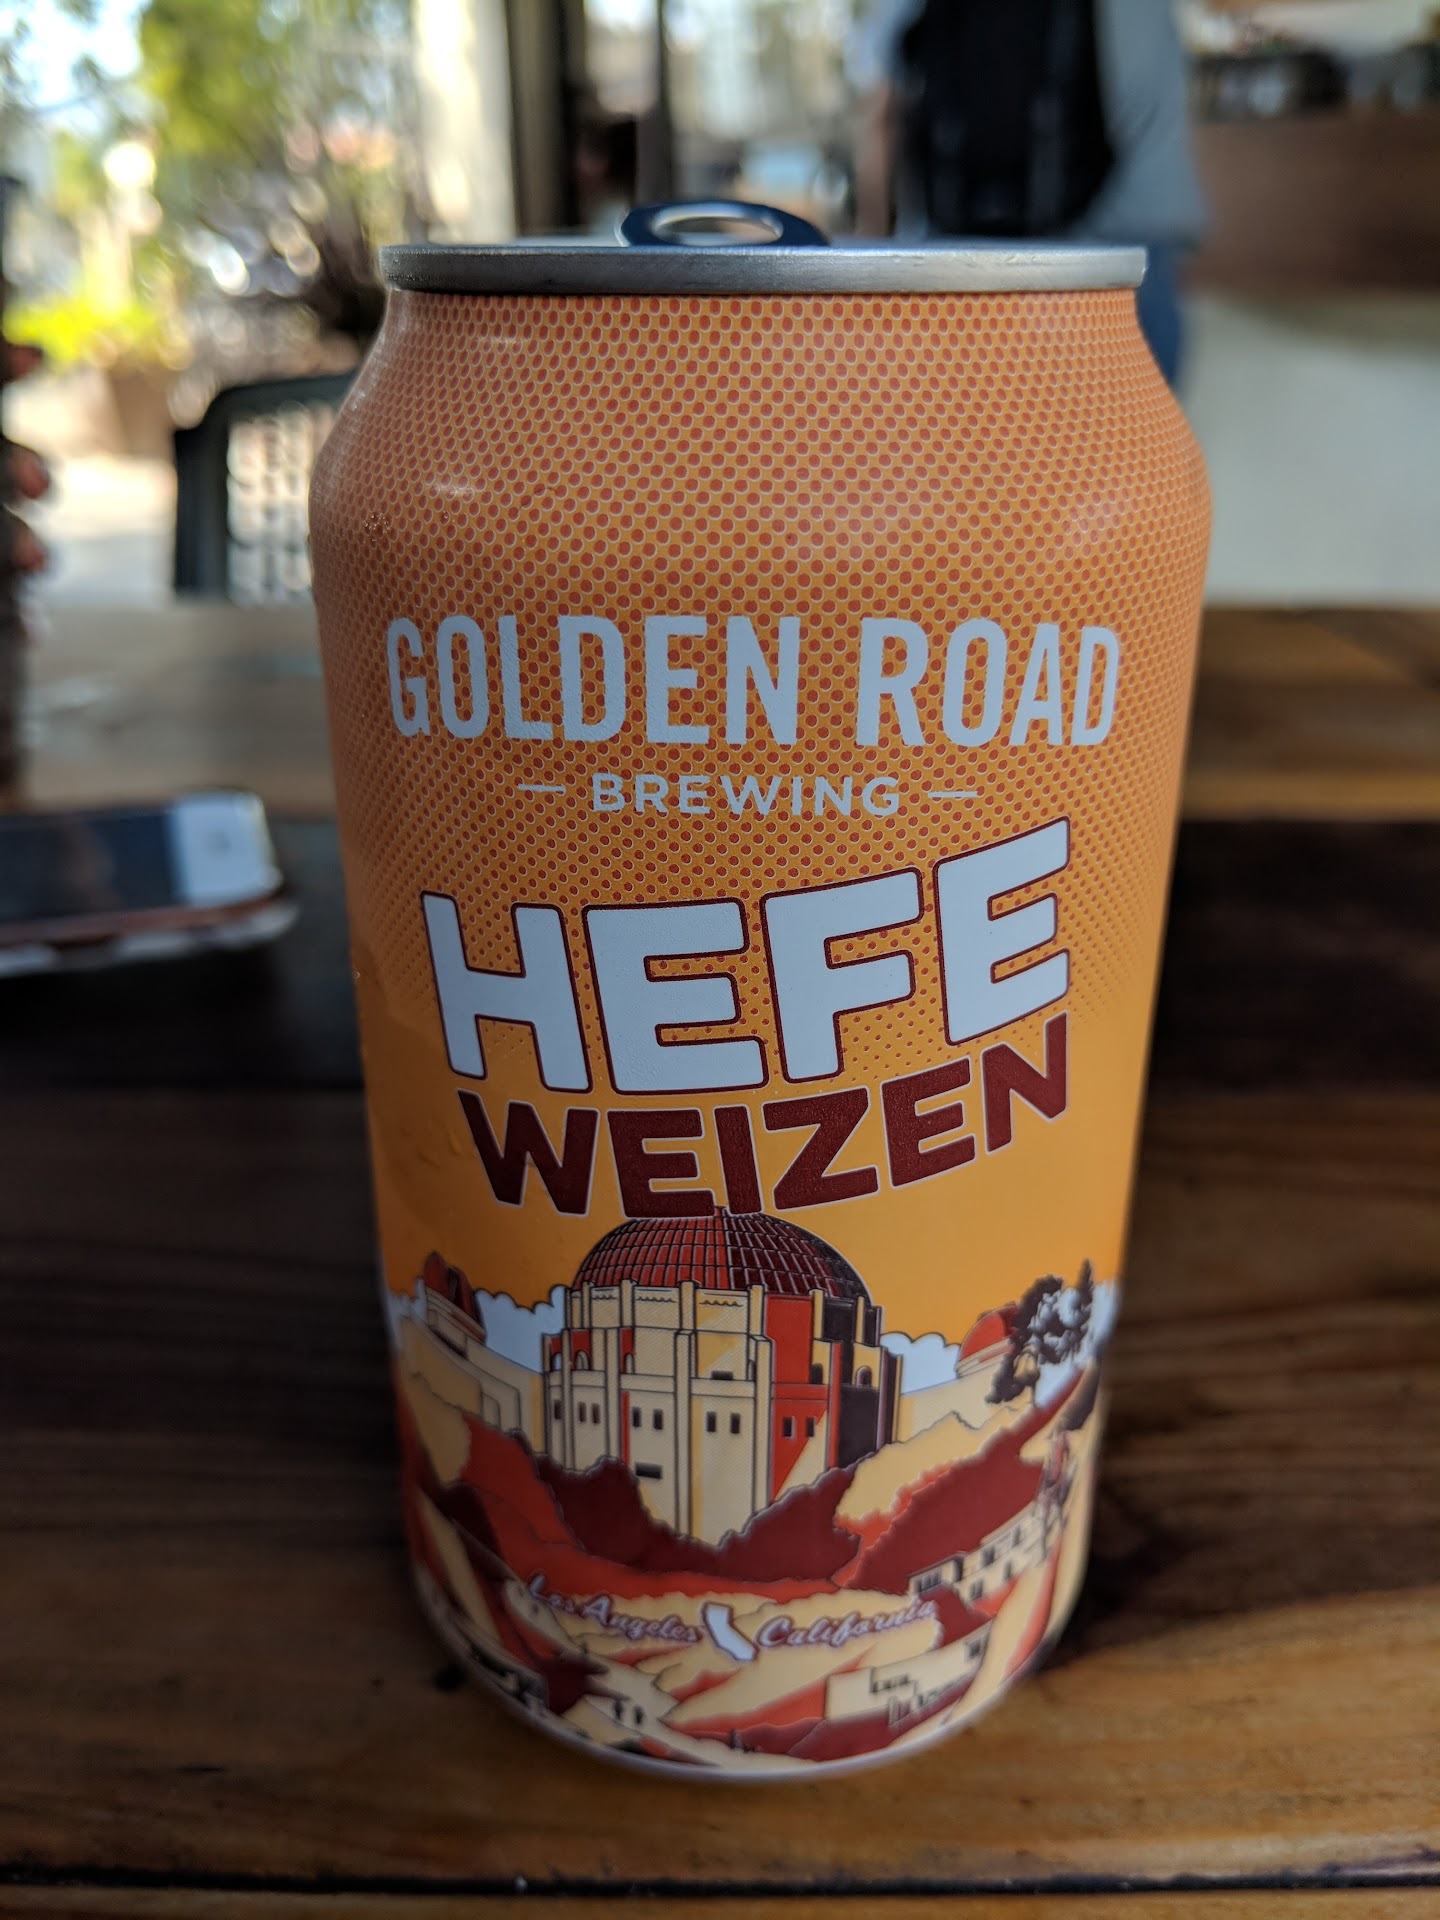 GOLDEN ROAD
— BREWING —
HEFE
WEIZEN
Los Angeles California